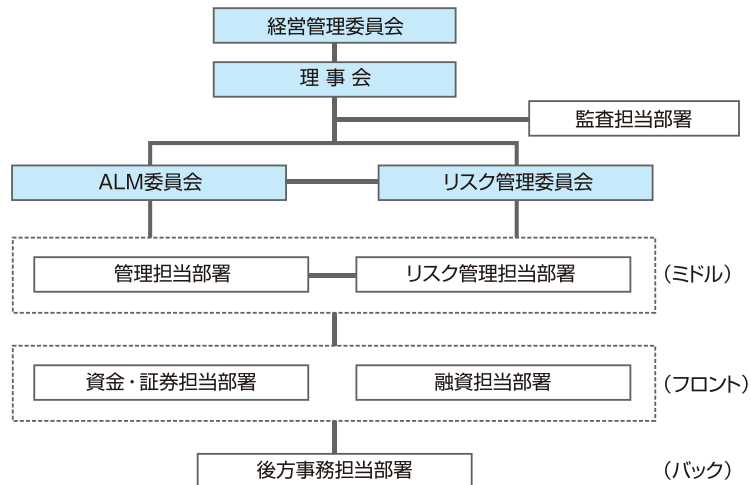 経営管理委員会
理事会
監査担当部署
ALM委員会
リスク管理委員会
管理担当部署
リスク管理担当部署
（ミドル）
資金・証券担当部署
融資担当部署
（フロント）
後方事務担当部署
（バック）